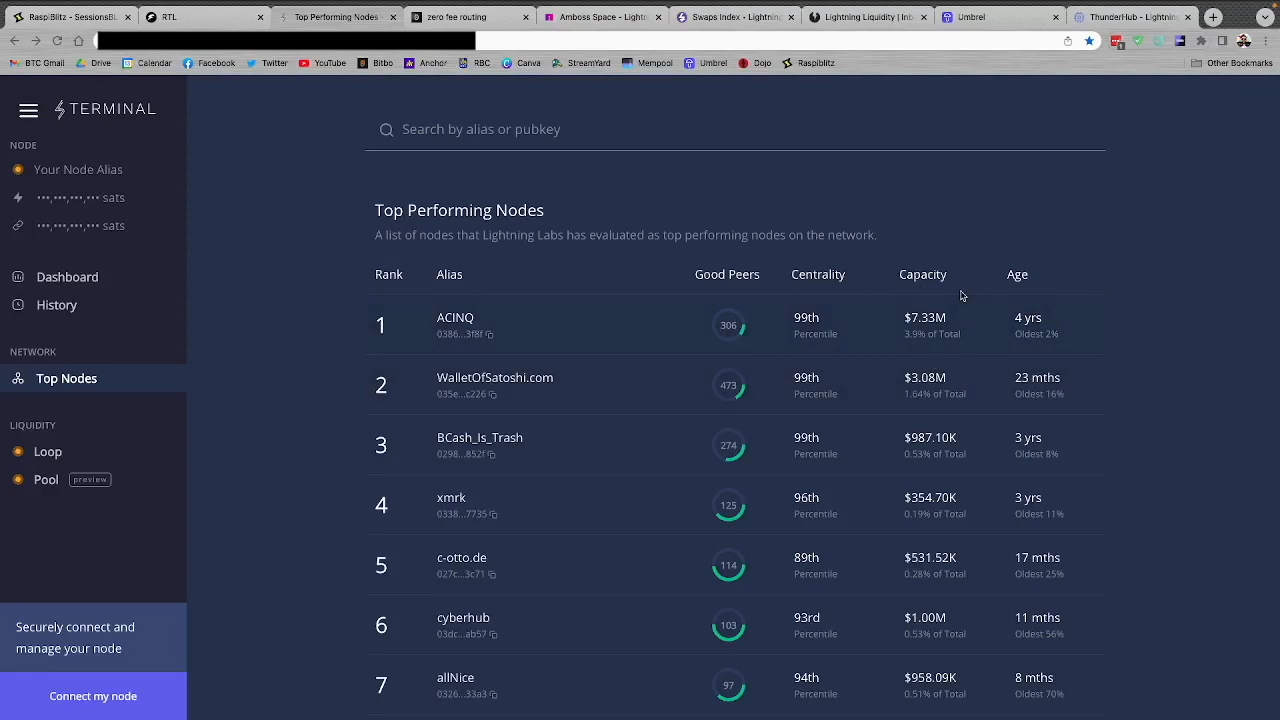 RaspiBlitz - SessionsBL
RTL
Top Performing Nodes
zero fee routing
Amboss Space - Lightn
Swaps Index - Lightning
Lightning Liquidity | Inb
Umbrel
ThunderHub - Lightnin
BTC Gmail
Drive
Calendar
Facebook
Twitter
YouTube
Bitbo
Anchor
RBC
Canva
StreamYard
Mempool
Umbrel
Dojo
Raspiblitz
Other Bookmarks
TERMINAL
NODE
Your Node Alias
•••,•••,•••,••• sats
•••,•••,•••,••• sats
Dashboard
History
NETWORK
Top Nodes
LIQUIDITY
Loop
Pool preview
Securely connect and
manage your node
Connect my node
Search by alias or pubkey
Top Performing Nodes
A list of nodes that Lightning Labs has evaluated as top performing nodes on the network.
Rank Alias Good Peers Centrality Capacity Age
1 ACINQ 306 99th $7.33M 4 yrs
0386...3f8f Percentile 3.9% of Total Oldest 2%
2 WalletOfSatoshi.com 473 99th $3.08M 23 mths
035e...c226 Percentile 1.64% of Total Oldest 16%
3 BCash_Is_Trash 274 99th $987.10K 3 yrs
0298...852f Percentile 0.53% of Total Oldest 8%
4 xmrk 125 96th $354.70K 3 yrs
0338...7735 Percentile 0.19% of Total Oldest 11%
5 c-otto.de 114 89th $531.52K 17 mths
027c...3c71 Percentile 0.28% of Total Oldest 25%
6 cyberhub 103 93rd $1.00M 11 mths
03dc...ab57 Percentile 0.53% of Total Oldest 56%
7 allNice 97 94th $958.09K 8 mths
0326...33a3 Percentile 0.51% of Total Oldest 70%